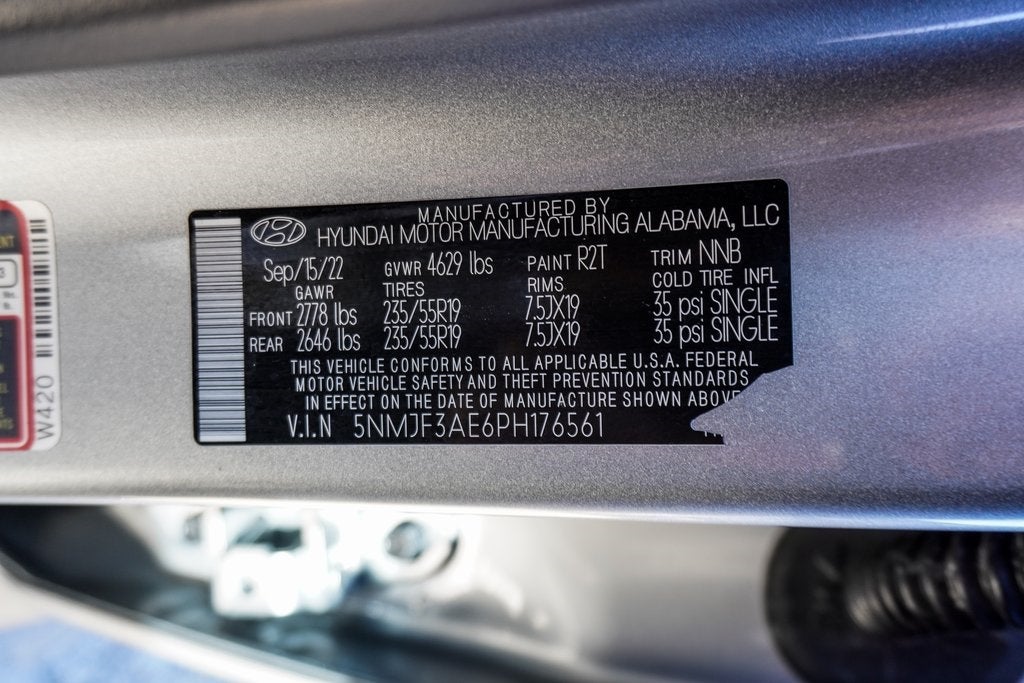 MANUFACTURED BY
HYUNDAI MOTOR MANUFACTURING ALABAMA, LLC
Sep/15/22 GVWR 4629 lbs PAINT R2T TRIM NNB
GAWR TIRES RIMS COLD TIRE INFL
FRONT 2778 lbs 235/55R19 7.5JX19 35 psi SINGLE
REAR 2646 lbs 235/55R19 7.5JX19 35 psi SINGLE
THIS VEHICLE CONFORMS TO ALL APPLICABLE U.S.A. FEDERAL
MOTOR VEHICLE SAFETY AND THEFT PREVENTION STANDARDS
IN EFFECT ON THE DATE OF MANUFACTURE SHOWN ABOVE
V.I.N 5NMJF3AE6PH176561
W420